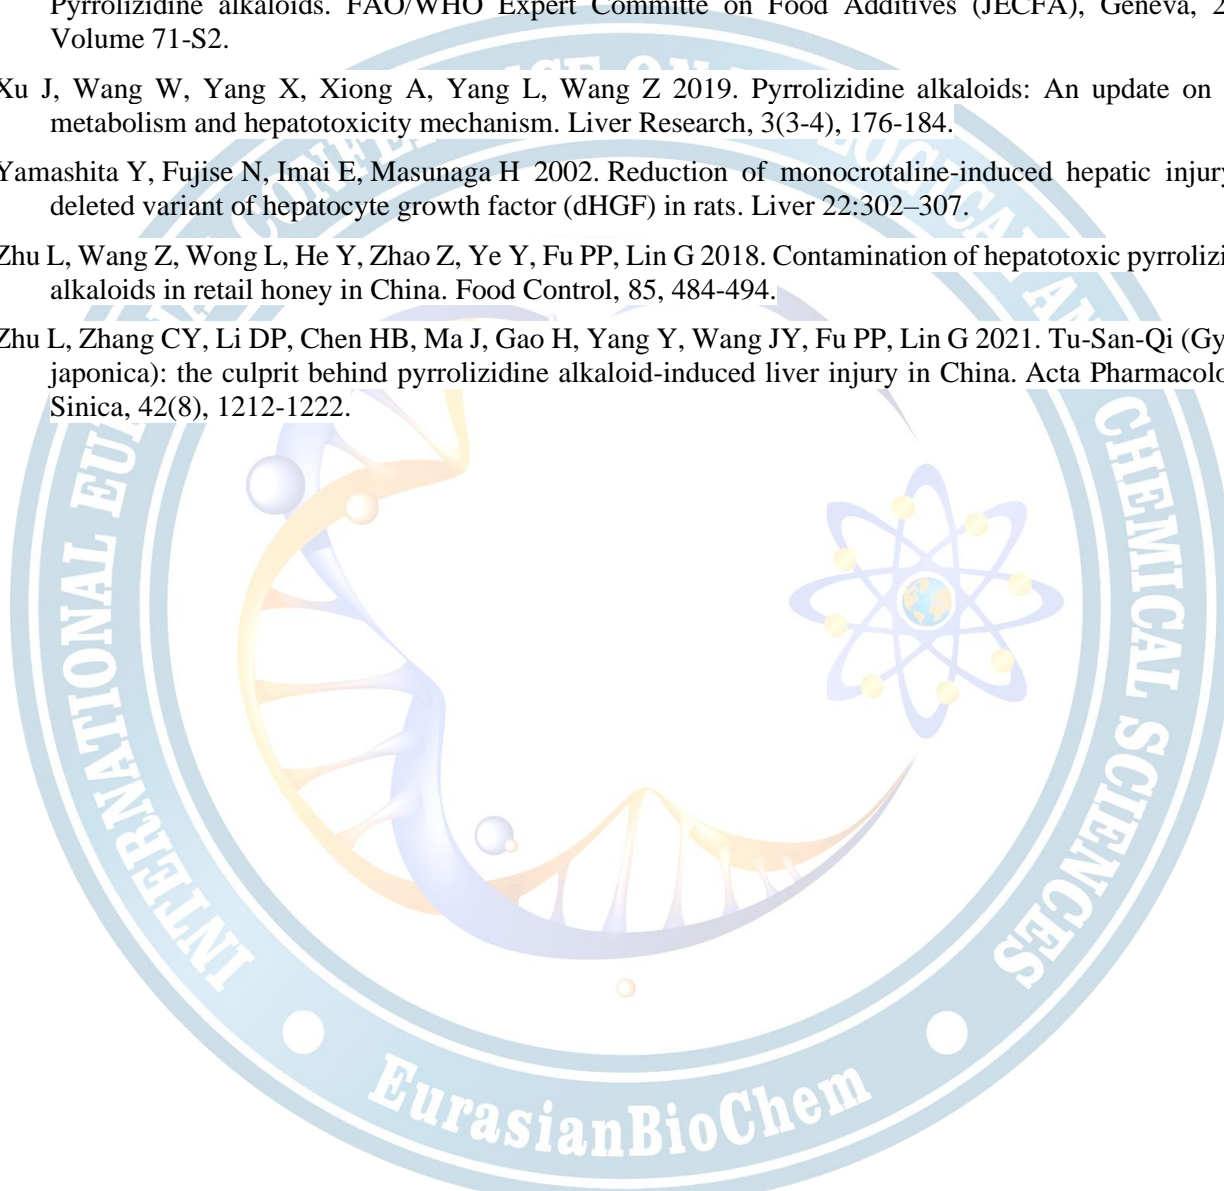 Pyrrolizidine alkaloids. FAO/WHO Expert Committe on Food Additives (JECFA), Geneva,
Volume 71-S2.
Xu J, Wang W, Yang X, Xiong A, Yang L, Wang Z 2019. Pyrrolizidine alkaloids: An update on
metabolism and hepatotoxicity mechanism. Liver Research, 3(3-4), 176-184.
Yamashita Y, Fujise N, Imai E, Masunaga H 2002. Reduction of monocrotaline-induced hepatic injury
deleted variant of hepatocyte growth factor (dHGF) in rats. Liver 22:302–307.
Zhu L, Wang Z, Wong L, He Y, Zhao Z, Ye Y, Fu PP, Lin G 2018. Contamination of hepatotoxic pyrrolizi
alkaloids in retail honey in China. Food Control, 85, 484-494.
Zhu L, Zhang CY, Li DP, Chen HB, Ma J, Gao H, Yang Y, Wang JY, Fu PP, Lin G 2021. Tu-San-Qi (Gy
japonica): the culprit behind pyrrolizidine alkaloid-induced liver injury in China. Acta Pharmacolo
Sinica, 42(8), 1212-1222.
INTERNATIONAL
CHEMICAL SCIENCES
EurasianBioChem